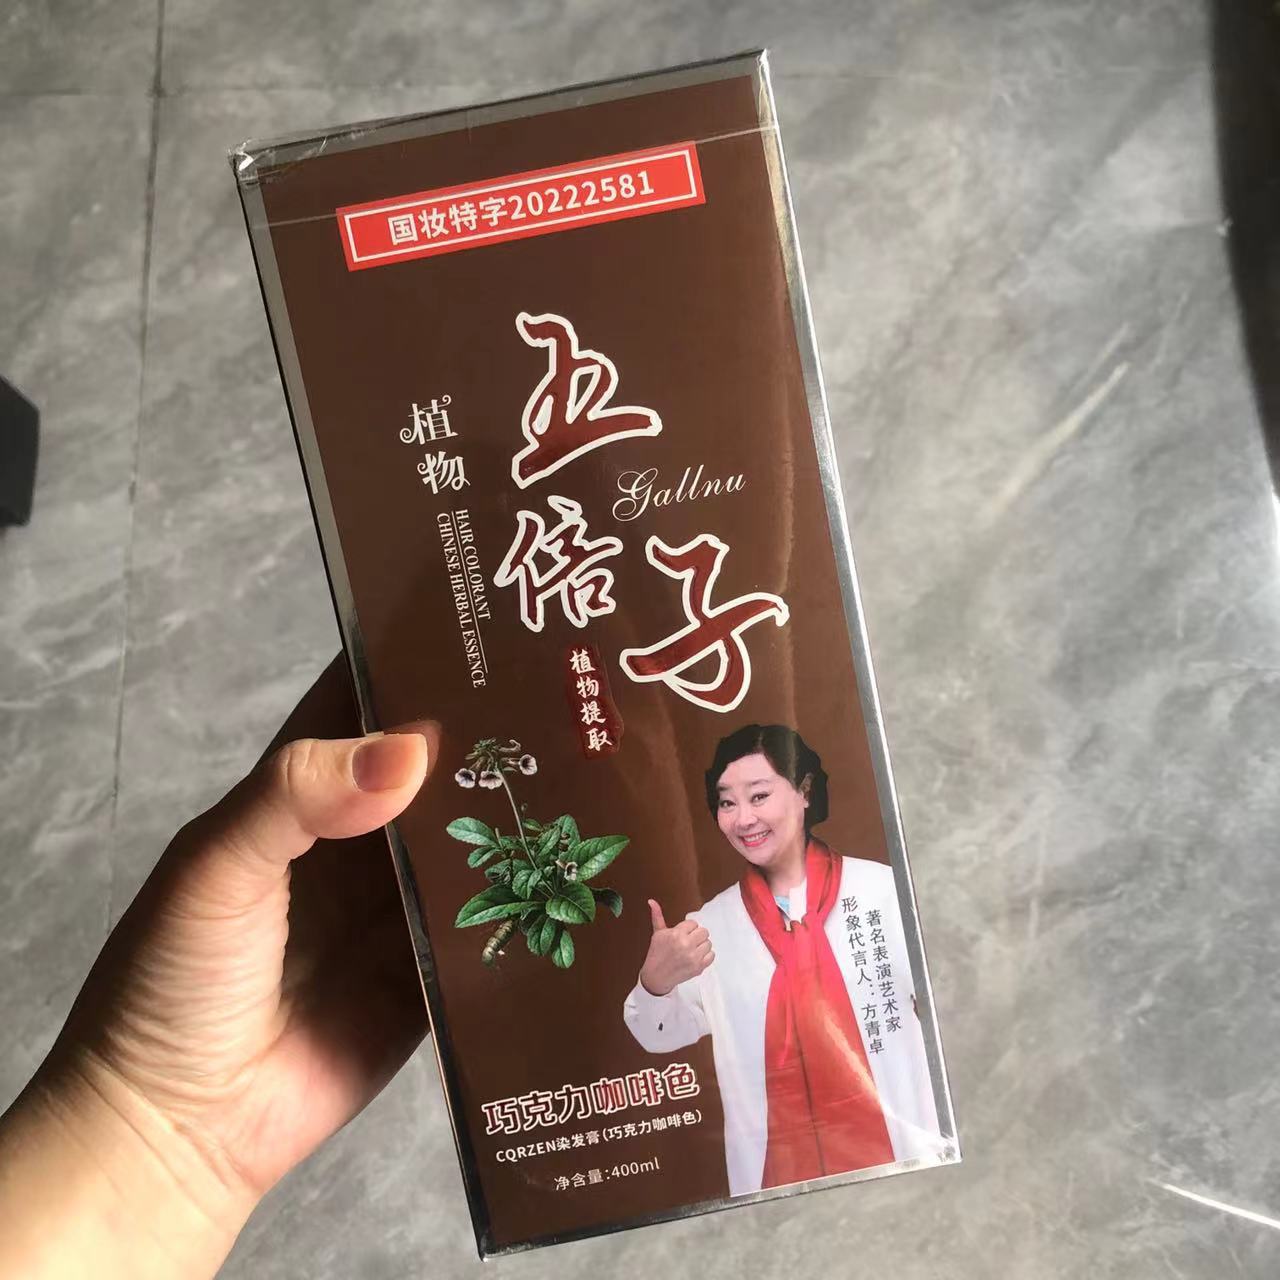 国妆特字20222581
植物
五倍子
Gallnu
HAIR COLORANT
CHINESE HERBAL ESSENCE
植物提取
著名表演艺术家
形象代言人：方青卓
巧克力咖啡色
CQRZEN染发膏(巧克力咖啡色)
净含量:400ml